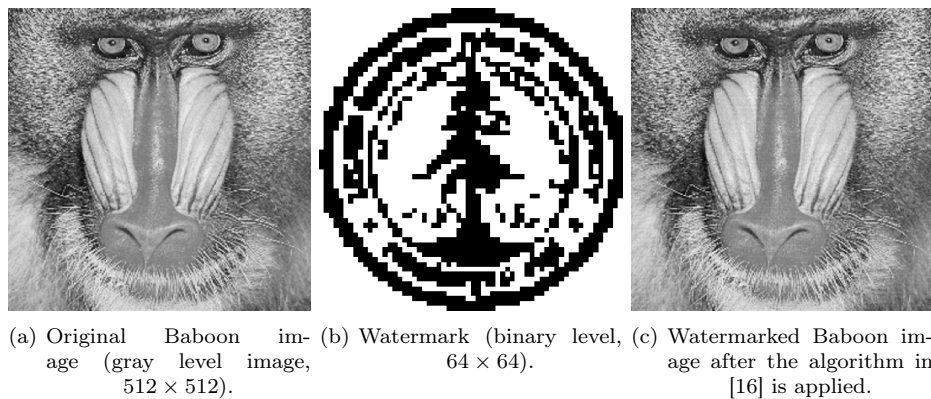 (a) Original Baboon im-
age (gray level image,
512 × 512).
(b) Watermark (binary level,
64 × 64).
(c) Watermarked Baboon im-
age after the algorithm in
[16] is applied.